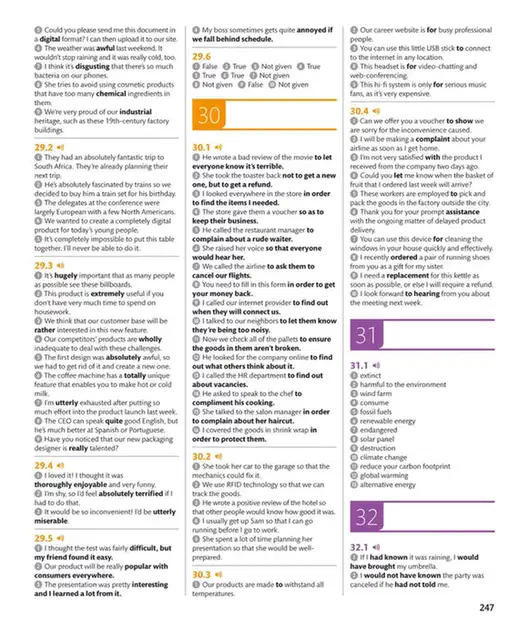 5 Could you please send me this document in
a digital format? I can then upload it to our site.
6 The weather was awful last weekend. It
wouldn't stop raining and it was really cold, too.
7 I think it's disgusting that there's so much
bacteria on our phones.
8 She tries to avoid using cosmetic products
that have too many chemical ingredients in
them.
9 We're very proud of our industrial
heritage, such as these 19th-century factory
buildings.
29.2
1 They had an absolutely fantastic trip to
South Africa. They're already planning their
next trip.
2 He's absolutely fascinated by trains so we
decided to buy him a train set for his birthday.
3 The delegates at the conference were
largely European with a few North Americans.
4 We wanted to create a completely digital
product for today's young people.
5 It's completely impossible to put this table
together. I'll never be able to do it.
29.3
1 It's hugely important that as many people
as possible see these billboards.
2 This product is extremely useful if you
don't have very much time to spend on
housework.
3 We think that our customer base will be
rather interested in this new feature.
4 Our competitors' products are wholly
inadequate to deal with these challenges.
5 The first design was absolutely awful, so
we had to get rid of it and create a new one.
6 The coffee machine has a totally unique
feature that enables you to make hot or cold
milk.
7 I'm utterly exhausted after putting so
much effort into the product launch last week.
8 The CEO can speak quite good English, but
he's much better at Spanish or Portuguese.
9 Have you noticed that our new packaging
designer is really talented?
29.4
1 I loved it! I thought it was
thoroughly enjoyable and very funny.
2 I'm shy, so I'd feel absolutely terrified if I
had to do that.
3 It would be so inconvenient! I'd be utterly
miserable.
29.5
1 I thought the test was fairly difficult, but
my friend found it easy.
2 Our product will be really popular with
consumers everywhere.
3 The presentation was pretty interesting
and I learned a lot from it.
4 My boss sometimes gets quite annoyed if
we fall behind schedule.
29.6
1 False 2 True 3 Not given 4 True
5 True 6 True 7 Not given
8 Not given 9 False 10 Not given
30
30.1
1 He wrote a bad review of the movie to let
everyone know it's terrible.
2 She took the toaster back not to get a new
one, but to get a refund.
3 I looked everywhere in the store in order
to find the items I needed.
4 The store gave them a voucher so as to
keep their business.
5 He called the restaurant manager to
complain about a rude waiter.
6 She raised her voice so that everyone
would hear her.
7 We called the airline to ask them to
cancel our flights.
8 You need to fill in this form in order to get
your money back.
9 I called our internet provider to find out
when they will connect us.
10 I talked to our neighbors to let them know
they're being too noisy.
11 Now we check all of the pallets to ensure
the goods in them aren't broken.
12 He looked for the company online to find
out what others think about it.
13 I called the HR department to find out
about vacancies.
14 He asked to speak to the chef to
compliment his cooking.
15 She talked to the salon manager in order
to complain about her haircut.
16 I covered the goods in shrink wrap in
order to protect them.
30.2
1 She took her car to the garage so that the
mechanics could fix it.
2 We use RFID technology so that we can
track the goods.
3 He wrote a positive review of the hotel so
that other people would know how good it was.
4 I usually get up 5am so that I can go
running before I go to work.
5 She spent a lot of time planning her
presentation so that she would be well-
prepared.
30.3
1 Our products are made to withstand all
temperatures.
2 Our career website is for busy professional
people.
3 You can use this little USB stick to connect
to the internet in any location.
4 This headset is for video-chatting and
web-conferencing.
5 This hi-fi system is only for serious music
fans, as it's very expensive.
30.4
1 Can we offer you a voucher to show we
are sorry for the inconvenience caused.
2 I will be making a complaint about your
airline as soon as I get home.
3 I'm not very satisfied with the product I
received from the company two days ago.
4 Could you let me know when the basket of
fruit that I ordered last week will arrive?
5 These workers are employed to pick and
pack the goods in the factory outside the city.
6 Thank you for your prompt assistance
with the ongoing matter of delayed product
delivery.
7 You can use this device for cleaning the
windows in your house quickly and effectively.
8 I recently ordered a pair of running shoes
from you as a gift for my sister.
9 I need a replacement for this kettle as
soon as possible, or else I will require a refund.
10 I look forward to hearing from you about
the meeting next week.
31
31.1
1 extinct
2 harmful to the environment
3 wind farm
4 consume
5 fossil fuels
6 renewable energy
7 endangered
8 solar panel
9 destruction
10 climate change
11 reduce your carbon footprint
12 global warming
13 alternative energy
32
32.1
1 If I had known it was raining, I would
have brought my umbrella.
2 I would not have known the party was
canceled if he had not told me.
247